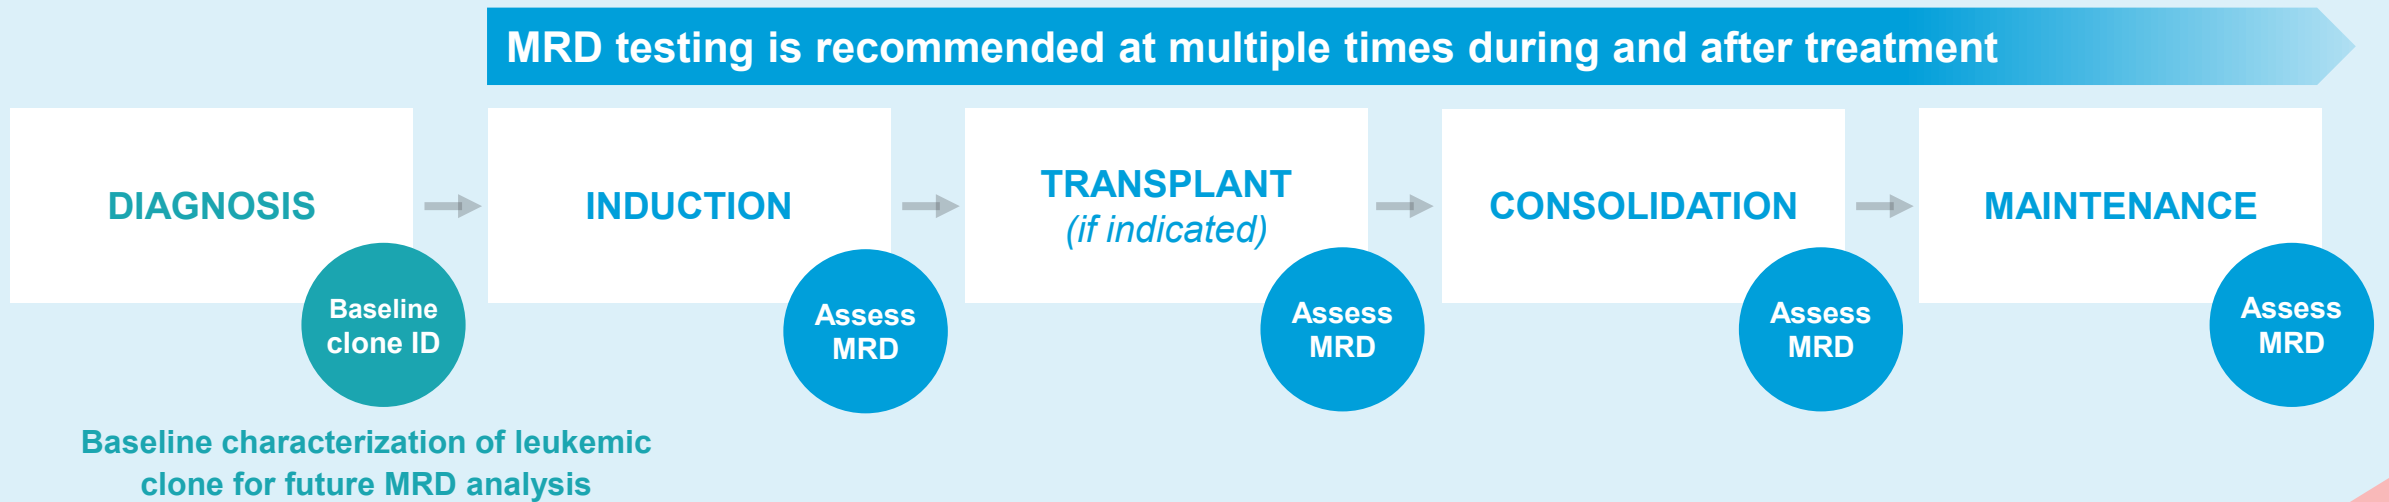 MRD testing is recommended at multiple times during and after treatment
DIAGNOSIS
Baseline
clone ID
Baseline characterization of leukemic
clone for future MRD analysis
INDUCTION
Assess
MRD
TRANSPLANT
(if indicated)
Assess
MRD
CONSOLIDATION
Assess
MRD
MAINTENANCE
Assess
MRD